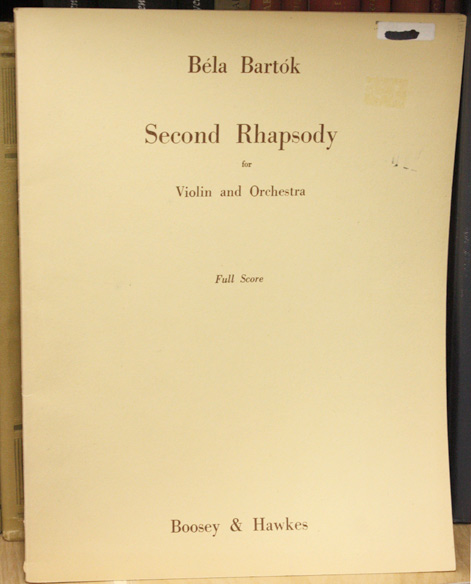 Béla Bartók
Second Rhapsody
for
Violin and Orchestra
Full Score
Boosey & Hawkes